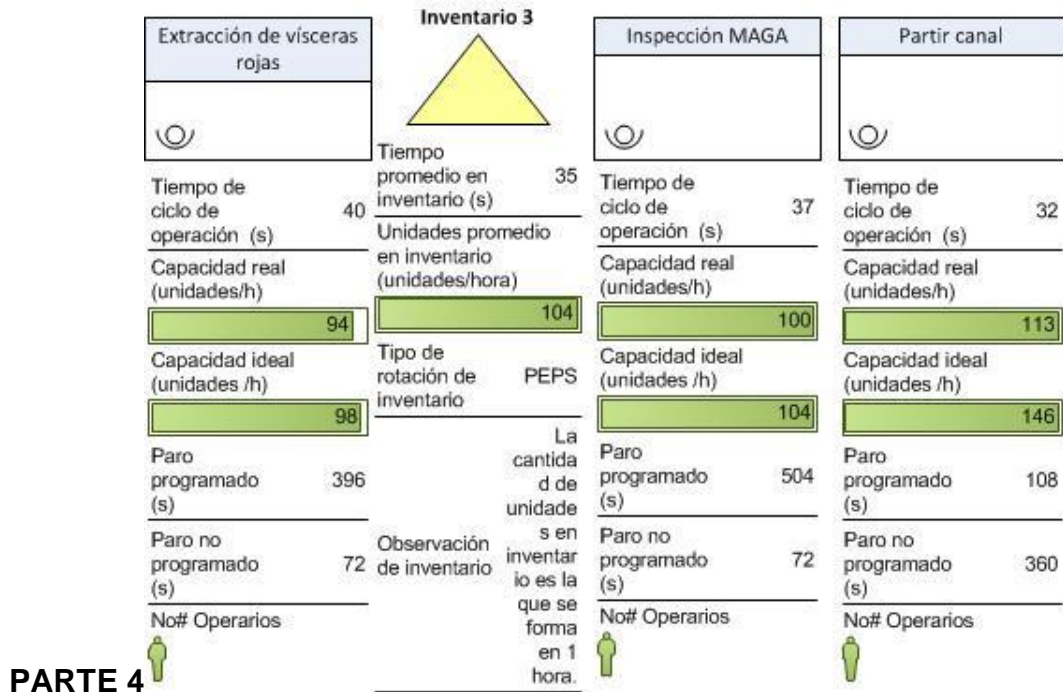 Extracción de vísceras
rojas
Tiempo de
ciclo de
operación (s)
40
Capacidad real
(unidades/h)
94
Capacidad ideal
(unidades /h)
98
Paro
programado
(s)
396
Paro no
programado
(s)
72
No# Operarios
Inventario 3
Tiempo
promedio en
inventario (s)
35
Unidades promedio
en inventario
(unidades/hora)
104
Tipo de
rotación de
inventario
PEPS
Observación
de inventario
La
cantida
d de
unidade
s en
inventar
io es la
que se
forma
en 1
hora.
Inspección MAGA
Tiempo de
ciclo de
operación (s)
37
Capacidad real
(unidades/h)
100
Capacidad ideal
(unidades /h)
104
Paro
programado
(s)
504
Paro no
programado
(s)
72
No# Operarios
Partir canal
Tiempo de
ciclo de
operación (s)
32
Capacidad real
(unidades/h)
113
Capacidad ideal
(unidades /h)
146
Paro
programado
(s)
108
Paro no
programado
(s)
360
No# Operarios
PARTE 4